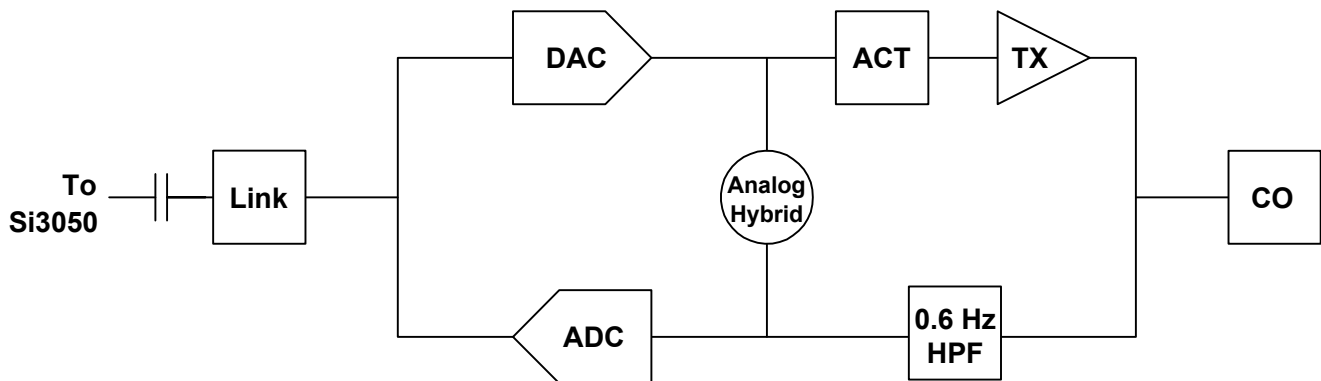 DAC
ACT
TX
To
Si3050
Link
Analog
Hybrid
CO
ADC
0.6 Hz
HPF